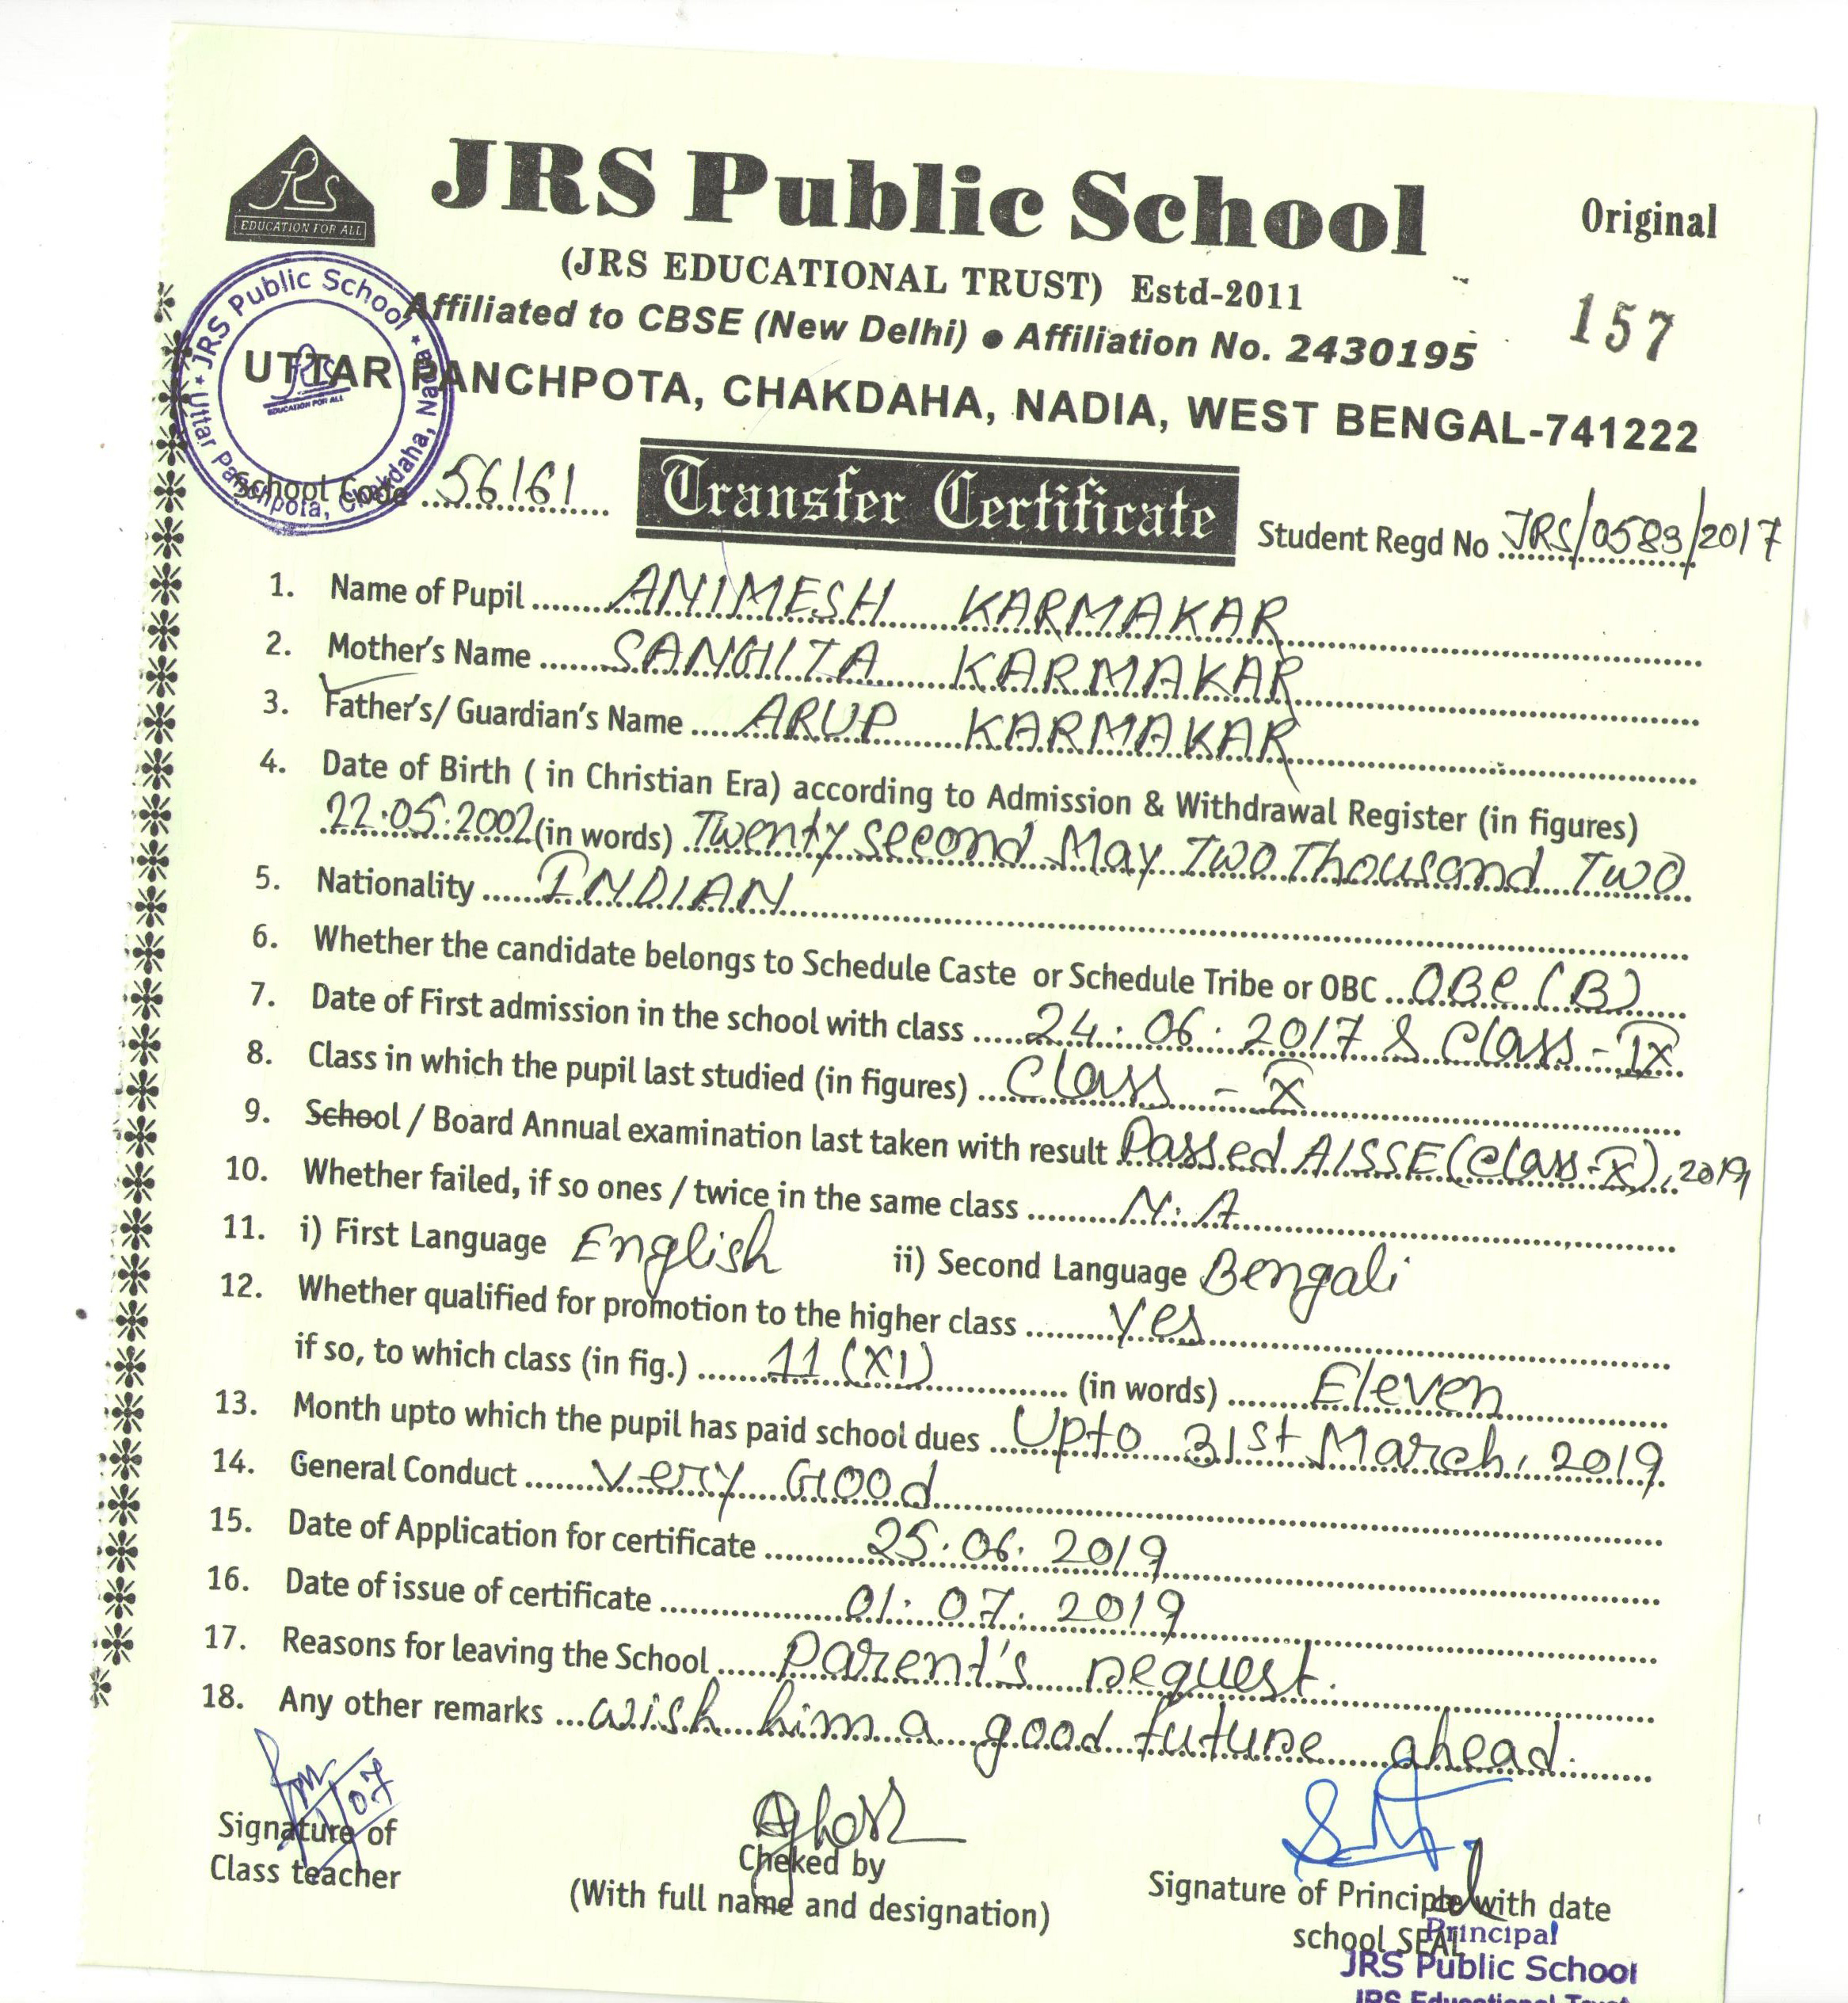 JRS
EDUCATION FOR ALL
JRS Public School
Original
(JRS EDUCATIONAL TRUST) Estd-2011
157
Affiliated to CBSE (New Delhi) ● Affiliation No. 2430195
UTTAR PANCHPOTA, CHAKDAHA, NADIA, WEST BENGAL-741222
★ JRS Public School ★ Uttar Panchpota, Chakdaha, Nadia
JRS
EDUCATION FOR ALL
School Code ..56161......
Transfer Certificate
Student Regd No JRS/0589/2017
1. Name of Pupil ANIMESH KARMAKAR
2. Mother's Name SANGITA KARMAKAR
3. Father's/ Guardian's Name ARUP KARMAKAR
4. Date of Birth ( in Christian Era) according to Admission & Withdrawal Register (in figures)
22.05.2002 (in words) Twenty second May Two Thousand Two
5. Nationality INDIAN
6. Whether the candidate belongs to Schedule Caste or Schedule Tribe or OBC OBC (B)
7. Date of First admission in the school with class 24.06.2017 & Class - IX
8. Class in which the pupil last studied (in figures) Class - X
9. School / Board Annual examination last taken with result Passed AISSE (Class-X), 2019
10. Whether failed, if so ones / twice in the same class N.A
11. i) First Language English ii) Second Language Bengali
12. Whether qualified for promotion to the higher class Yes
if so, to which class (in fig.) 11 (XI) (in words) Eleven
13. Month upto which the pupil has paid school dues Upto 31st March, 2019
14. General Conduct Very Good
15. Date of Application for certificate 25.06.2019
16. Date of issue of certificate 01.07.2019
17. Reasons for leaving the School Parent's request.
18. Any other remarks wish him a good future ahead.
Signature of
Class teacher
Cheked by
(With full name and designation)
Signature of Principle with date
school SEAL
Principal
JRS Public School
JRS Educational Trust